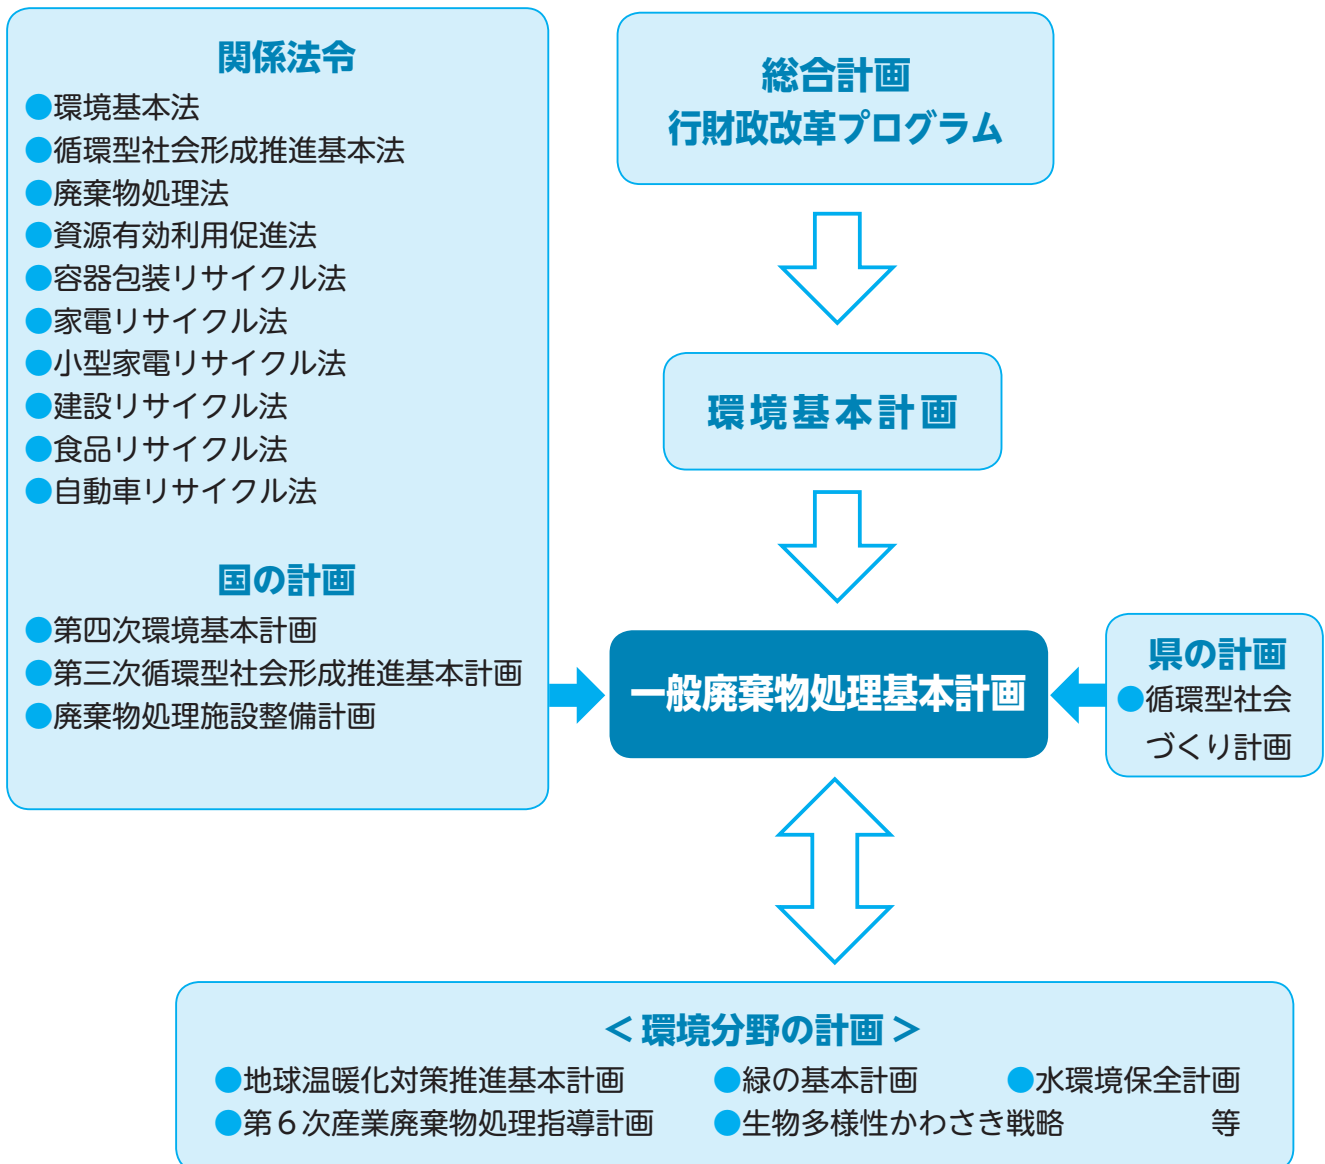 関係法令
●環境基本法
●循環型社会形成推進基本法
●廃棄物処理法
●資源有効利用促進法
●容器包装リサイクル法
●家電リサイクル法
●小型家電リサイクル法
●建設リサイクル法
●食品リサイクル法
●自動車リサイクル法
国の計画
●第四次環境基本計画
●第三次循環型社会形成推進基本計画
●廃棄物処理施設整備計画
総合計画
行財政改革プログラム
環境基本計画
一般廃棄物処理基本計画
県の計画
●循環型社会
づくり計画
＜環境分野の計画＞
●地球温暖化対策推進基本計画 ●緑の基本計画 ●水環境保全計画
●第６次産業廃棄物処理指導計画 ●生物多様性かわさき戦略 等